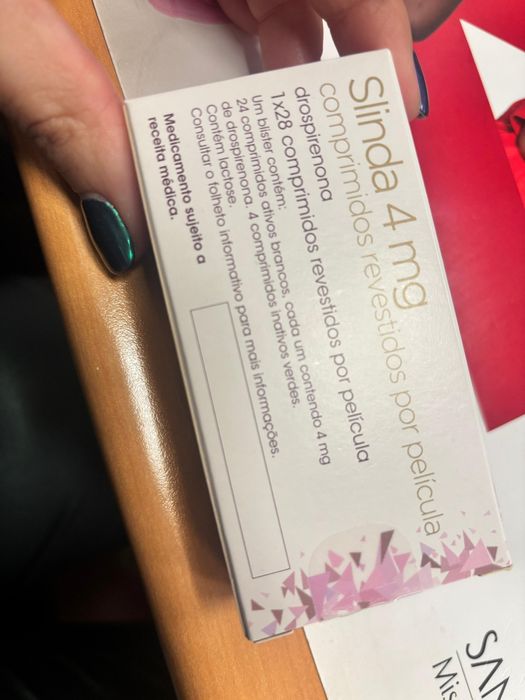 Slinda 4 mg
comprimidos revestidos por película
drospirenona
1x28 comprimidos revestidos por película
Um blister contém:
24 comprimidos ativos brancos, cada um contendo 4 mg
de drospirenona. 4 comprimidos inativos verdes.
Contém lactose.
Consultar o folheto informativo para mais informações.
Medicamento sujeito a
receita médica.